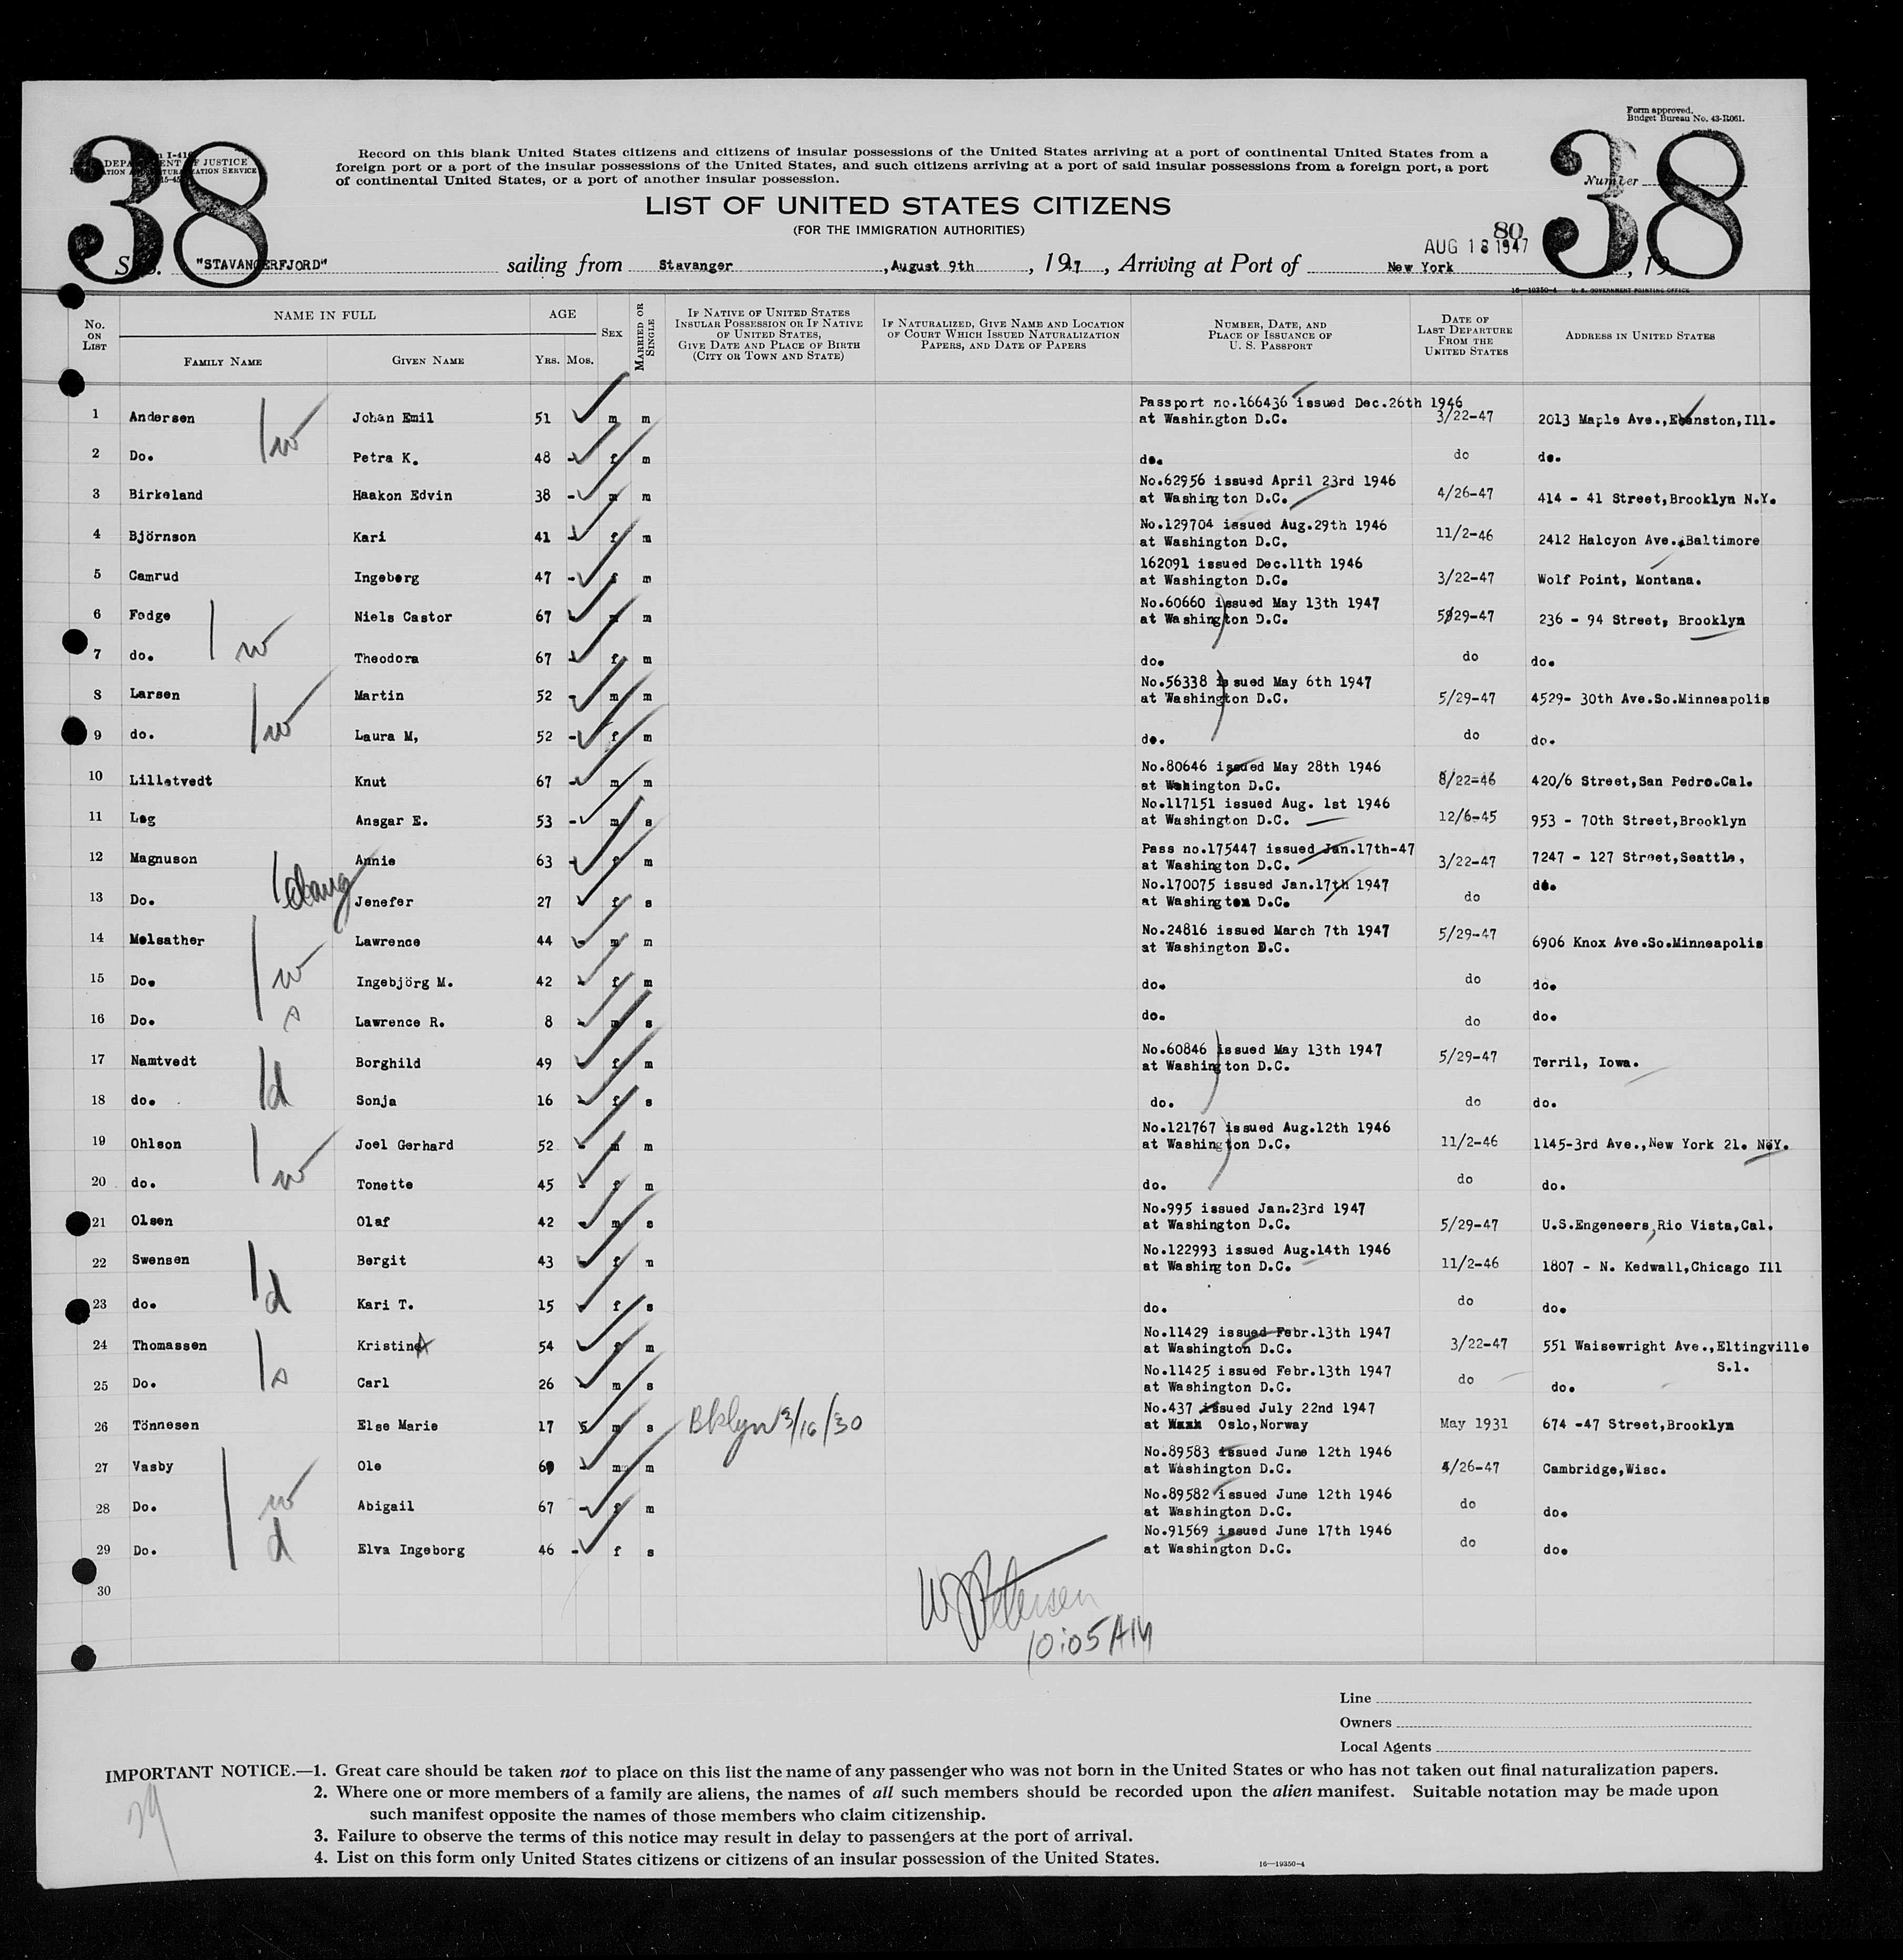 Form approved.
Budget Bureau No. 43-R061.
38
38
DEPARTMENT OF JUSTICE
Record on this blank United States citizens and citizens of insular possessions of the United States arriving at a port of continental United States from a
foreign port or a port of the insular possessions of the United States, and such citizens arriving at a port of said insular possessions from a foreign port, a port
of continental United States, or a port of another insular possession.
Number
LIST OF UNITED STATES CITIZENS
(FOR THE IMMIGRATION AUTHORITIES)
80
AUG 18 1947
S. S. "STAVANGERFJORD" sailing from Stavanger, August 9th, 1947, Arriving at Port of New York, 19
16—19350-4 U. S. GOVERNMENT PRINTING OFFICE
No. on List NAME IN FULL Family Name Given Name AGE Yrs. Mos. Sex Married or Single If Native of United States Insular Possession or If Native of United States, Give Date and Place of Birth (City or Town and State) If Naturalized, Give Name and Location of Court Which Issued Naturalization Papers, and Date of Papers Number, Date, and Place of Issuance of U. S. Passport Date of Last Departure From the United States Address in United States
Passport no.166436 issued Dec.26th 1946
1 Andersen w Johan Emil 51 m m at Washington D.C. 3/22-47 2013 Maple Ave.,Evanston,Ill.
2 Do. Petra K. 48 f m do. do do.
No.62956 issued April 23rd 1946
3 Birkeland Haakon Edvin 38 - m m at Washington D.C. 4/26-47 414 - 41 Street,Brooklyn N.Y.
No.129704 issued Aug.29th 1946
4 Björnson Kari 41 f m at Washington D.C. 11/2-46 2412 Halcyon Ave.,Baltimore
162091 issued Dec.11th 1946
5 Camrud Ingeborg 47 - f m at Washington D.C. 3/22-47 Wolf Point, Montana.
No.60660 issued May 13th 1947
6 Fodge w Niels Castor 67 m m at Washington D.C. 5/29-47 236 - 94 Street, Brooklyn
7 do. Theodora 67 f m do. do do.
No.56338 issued May 6th 1947
8 Larsen w Martin 52 - m m at Washington D.C. 5/29-47 4529- 30th Ave.So.Minneapolis
9 do. Laura M, 52 - f m do. do do.
No.80646 issued May 28th 1946
10 Lilletvedt Knut 67 - m m at Wahington D.C. 8/22=46 420/6 Street,San Pedro.Cal.
No.117151 issued Aug. 1st 1946
11 Log Ansgar E. 53 - m s at Washington D.C. 12/6-45 953 - 70th Street,Brooklyn
Pass no.175447 issued Jan.17th-47
12 Magnuson Annie 63 - f m at Washington D.C. 3/22-47 7247 - 127 Street,Seattle,
No.170075 issued Jan.17th 1947
13 Do. Jenefer 27 f s at Washington D.C. do do.
No.24816 issued March 7th 1947
14 Molsather w Lawrence 44 - m m at Washington D.C. 5/29-47 6906 Knox Ave.So.Minneapolis
15 Do. Ingebjörg M. 42 - f m do. do do.
16 Do. s Lawrence R. 8 - m s do. do do.
No.60846 issued May 13th 1947
17 Namtvedt d Borghild 49 f m at Washington D.C. 5/29-47 Terril, Iowa.
18 do. Sonja 16 - f s do. do do.
No.121767 issued Aug.12th 1946
19 Ohlson w Joel Gerhard 52 - m m at Washington D.C. 11/2-46 1145-3rd Ave.,New York 21. N.Y.
20 do. Tonette 45 - f m do. do do.
No.995 issued Jan.23rd 1947
21 Olsen Olaf 42 - m s at Washington D.C. 5/29-47 U.S.Engeneers,Rio Vista,Cal.
No.122993 issued Aug.14th 1946
22 Swensen d Bergit 43 f m at Washington D.C. 11/2-46 1807 - N. Kedwall,Chicago Ill
23 do. Kari T. 15 f s do. do do.
No.11429 issued Febr.13th 1947
24 Thomassen s Kristina 54 f m at Washington D.C. 3/22-47 551 Waisewright Ave.,Eltingville
S.l.
No.11425 issued Febr.13th 1947
25 Do. Carl 26 m s at Washington D.C. do do.
No.437 issued July 22nd 1947
26 Tönnesen Else Marie 17 5 m s Bklyn 3/16/30 at Oslo,Norway May 1931 674 -47 Street,Brooklyn
No.89583 issued June 12th 1946
27 Vasby w Ole 69 m m at Washington D.C. 4/26-47 Cambridge,Wisc.
No.89582 issued June 12th 1946
28 Do. Abigail 67 - f m at Washington D.C. do do.
No.91569 issued June 17th 1946
29 Do. d Elva Ingeborg 46 - f s at Washington D.C. do do.
30
10:05 AM
Line
Owners
Local Agents
IMPORTANT NOTICE.—1. Great care should be taken not to place on this list the name of any passenger who was not born in the United States or who has not taken out final naturalization papers.
2. Where one or more members of a family are aliens, the names of all such members should be recorded upon the alien manifest. Suitable notation may be made upon
such manifest opposite the names of those members who claim citizenship.
3. Failure to observe the terms of this notice may result in delay to passengers at the port of arrival.
4. List on this form only United States citizens or citizens of an insular possession of the United States.
16—19350-4
29